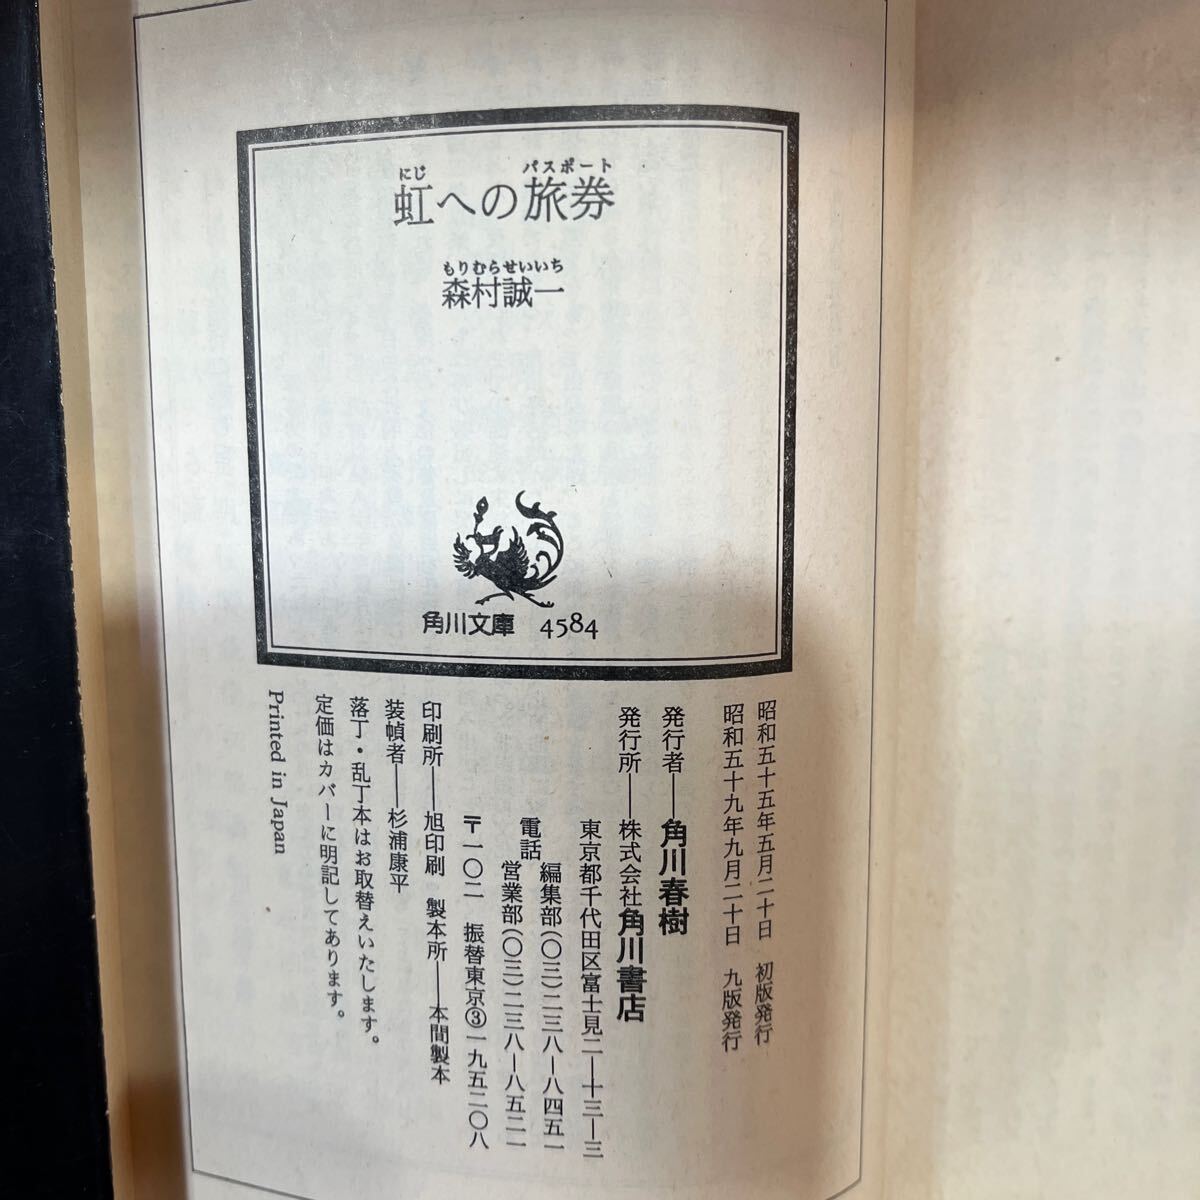 にじ パスポート
虹への旅券
もりむらせいいち
森村誠一
角川文庫 4584
昭和五十五年五月二十日 初版発行
昭和五十九年九月二十日 九版発行
発行者――角川春樹
発行所――株式会社角川書店
東京都千代田区富士見二―十三―三
電話 編集部(〇三)二三八―八四五一
営業部(〇三)二三八―八五二一
〒一〇二 振替東京③一九五二〇八
印刷所――旭印刷 製本所――本間製本
装幀者――杉浦康平
落丁・乱丁本はお取替えいたします。
定価はカバーに明記してあります。
Printed in Japan